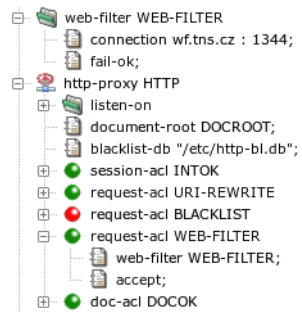 web-filter WEB-FILTER
connection wf.tns.cz : 1344;
fail-ok;
http-proxy HTTP
listen-on
document-root DOCROOT;
blacklist-db "/etc/http-bl.db";
session-acl INTOK
request-acl URI-REWRITE
request-acl BLACKLIST
request-acl WEB-FILTER
web-filter WEB-FILTER;
accept;
doc-acl DOCOK